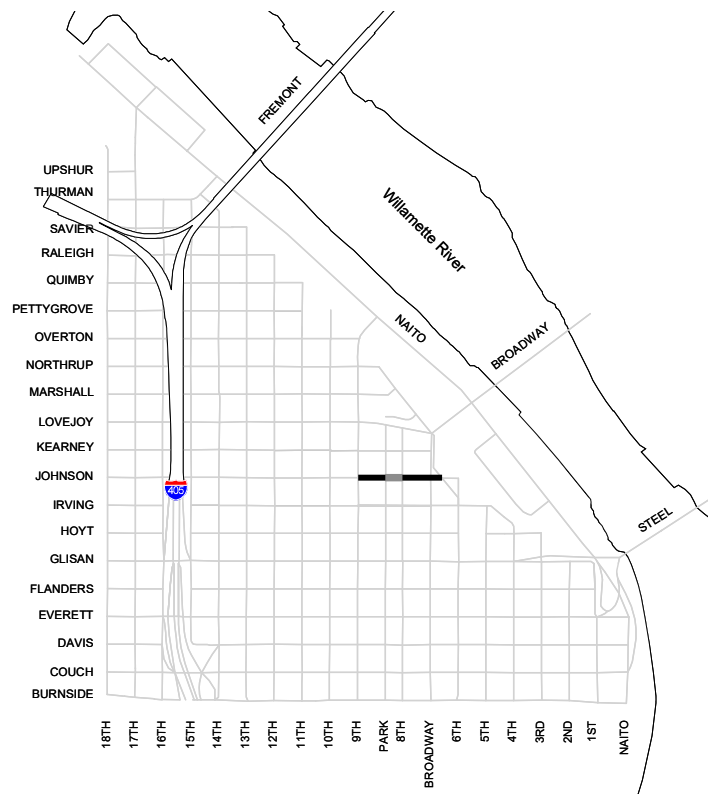 FREMONT
UPSHUR
THURMAN
Willamette River
SAVIER
RALEIGH
QUIMBY
PETTYGROVE
NAITO
BROADWAY
OVERTON
NORTHRUP
MARSHALL
LOVEJOY
KEARNEY
JOHNSON
405
IRVING
STEEL
HOYT
GLISAN
FLANDERS
EVERETT
DAVIS
COUCH
BURNSIDE
18TH
17TH
16TH
15TH
14TH
13TH
12TH
11TH
10TH
9TH
PARK
8TH
BROADWAY
6TH
5TH
4TH
3RD
2ND
1ST
NAITO